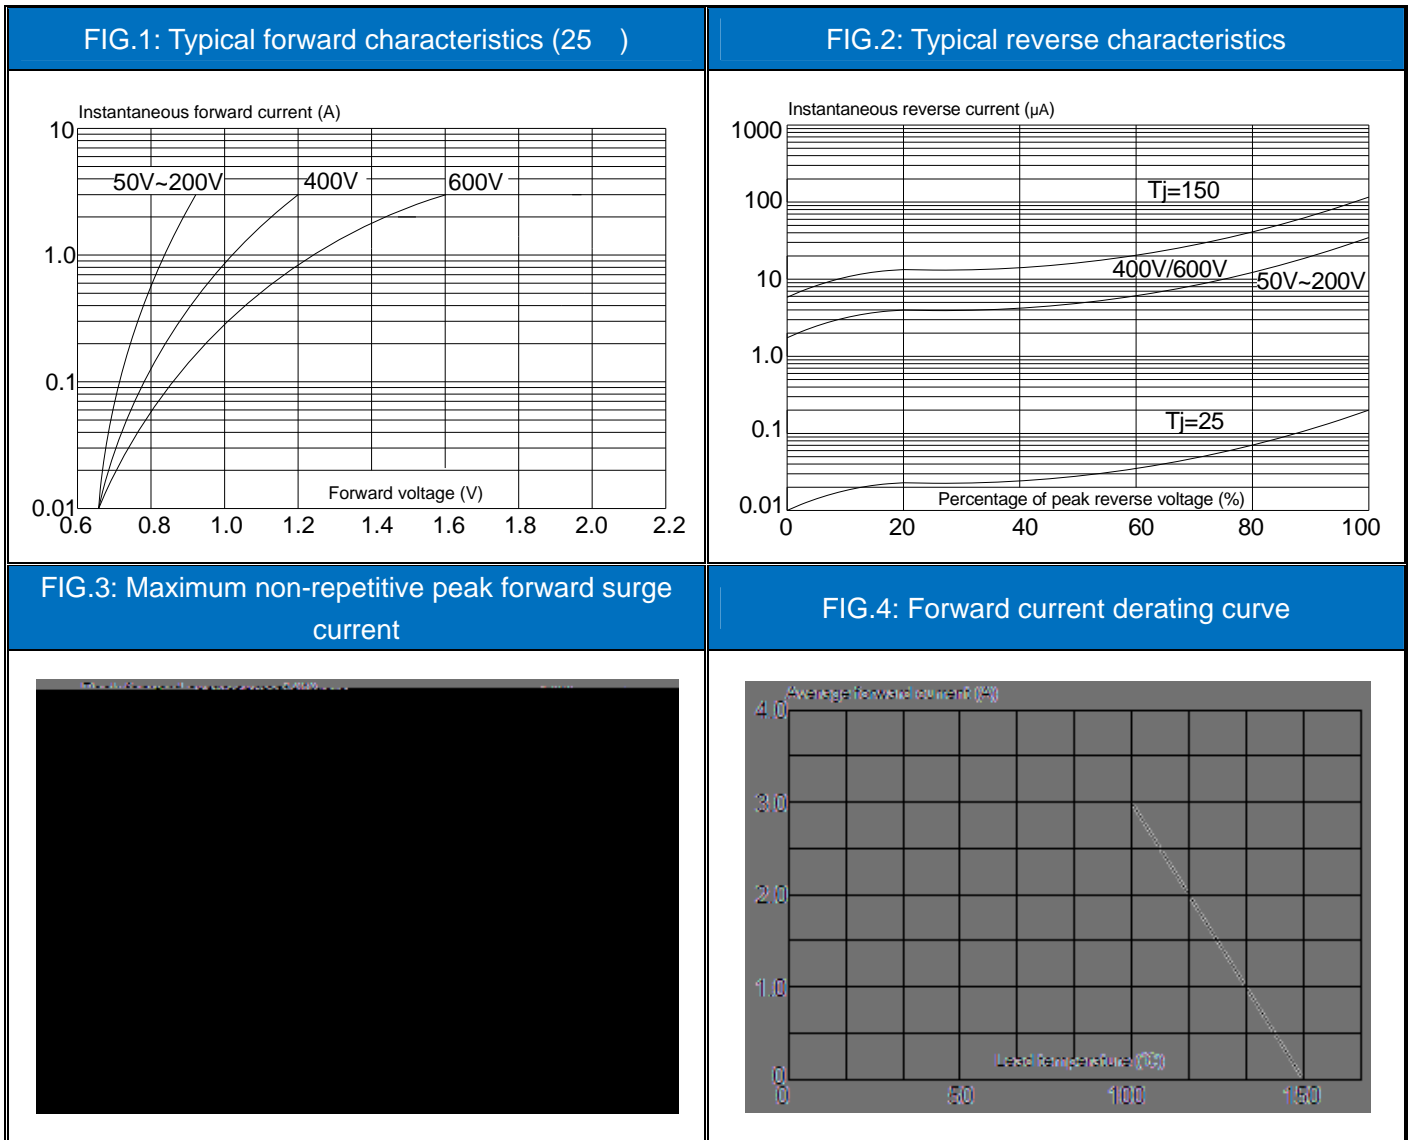 FIG.1: Typical forward characteristics (25 )
Instantaneous forward current (A)
10
1.0
0.1
0.01
50V~200V
400V
600V
Forward voltage (V)
0.6 0.8 1.0 1.2 1.4 1.6 1.8 2.0 2.2
FIG.2: Typical reverse characteristics
Instantaneous reverse current (μA)
1000
100
10
1.0
0.1
0.01
Tj=150
400V/600V
50V~200V
Tj=25
Percentage of peak reverse voltage (%)
0 20 40 60 80 100
FIG.3: Maximum non-repetitive peak forward surge
current
FIG.4: Forward current derating curve
Average forward current (A)
4.0
3.0
2.0
1.0
0
Lead temperature (℃)
0 50 100 150